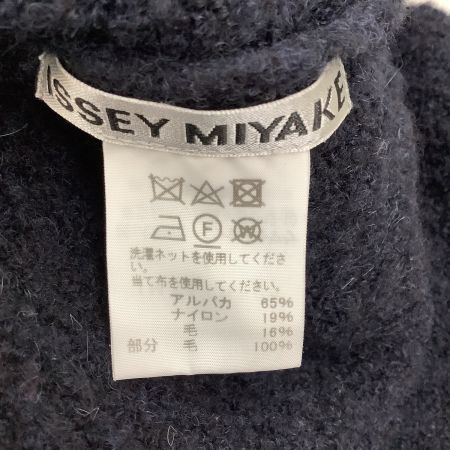 ISSEY MIYAKE
F W
洗濯ネットを使用してくださ
い。
当て布を使用してください。
アルパカ 65%
ナイロン 19%
毛 16%
部分 毛 100%